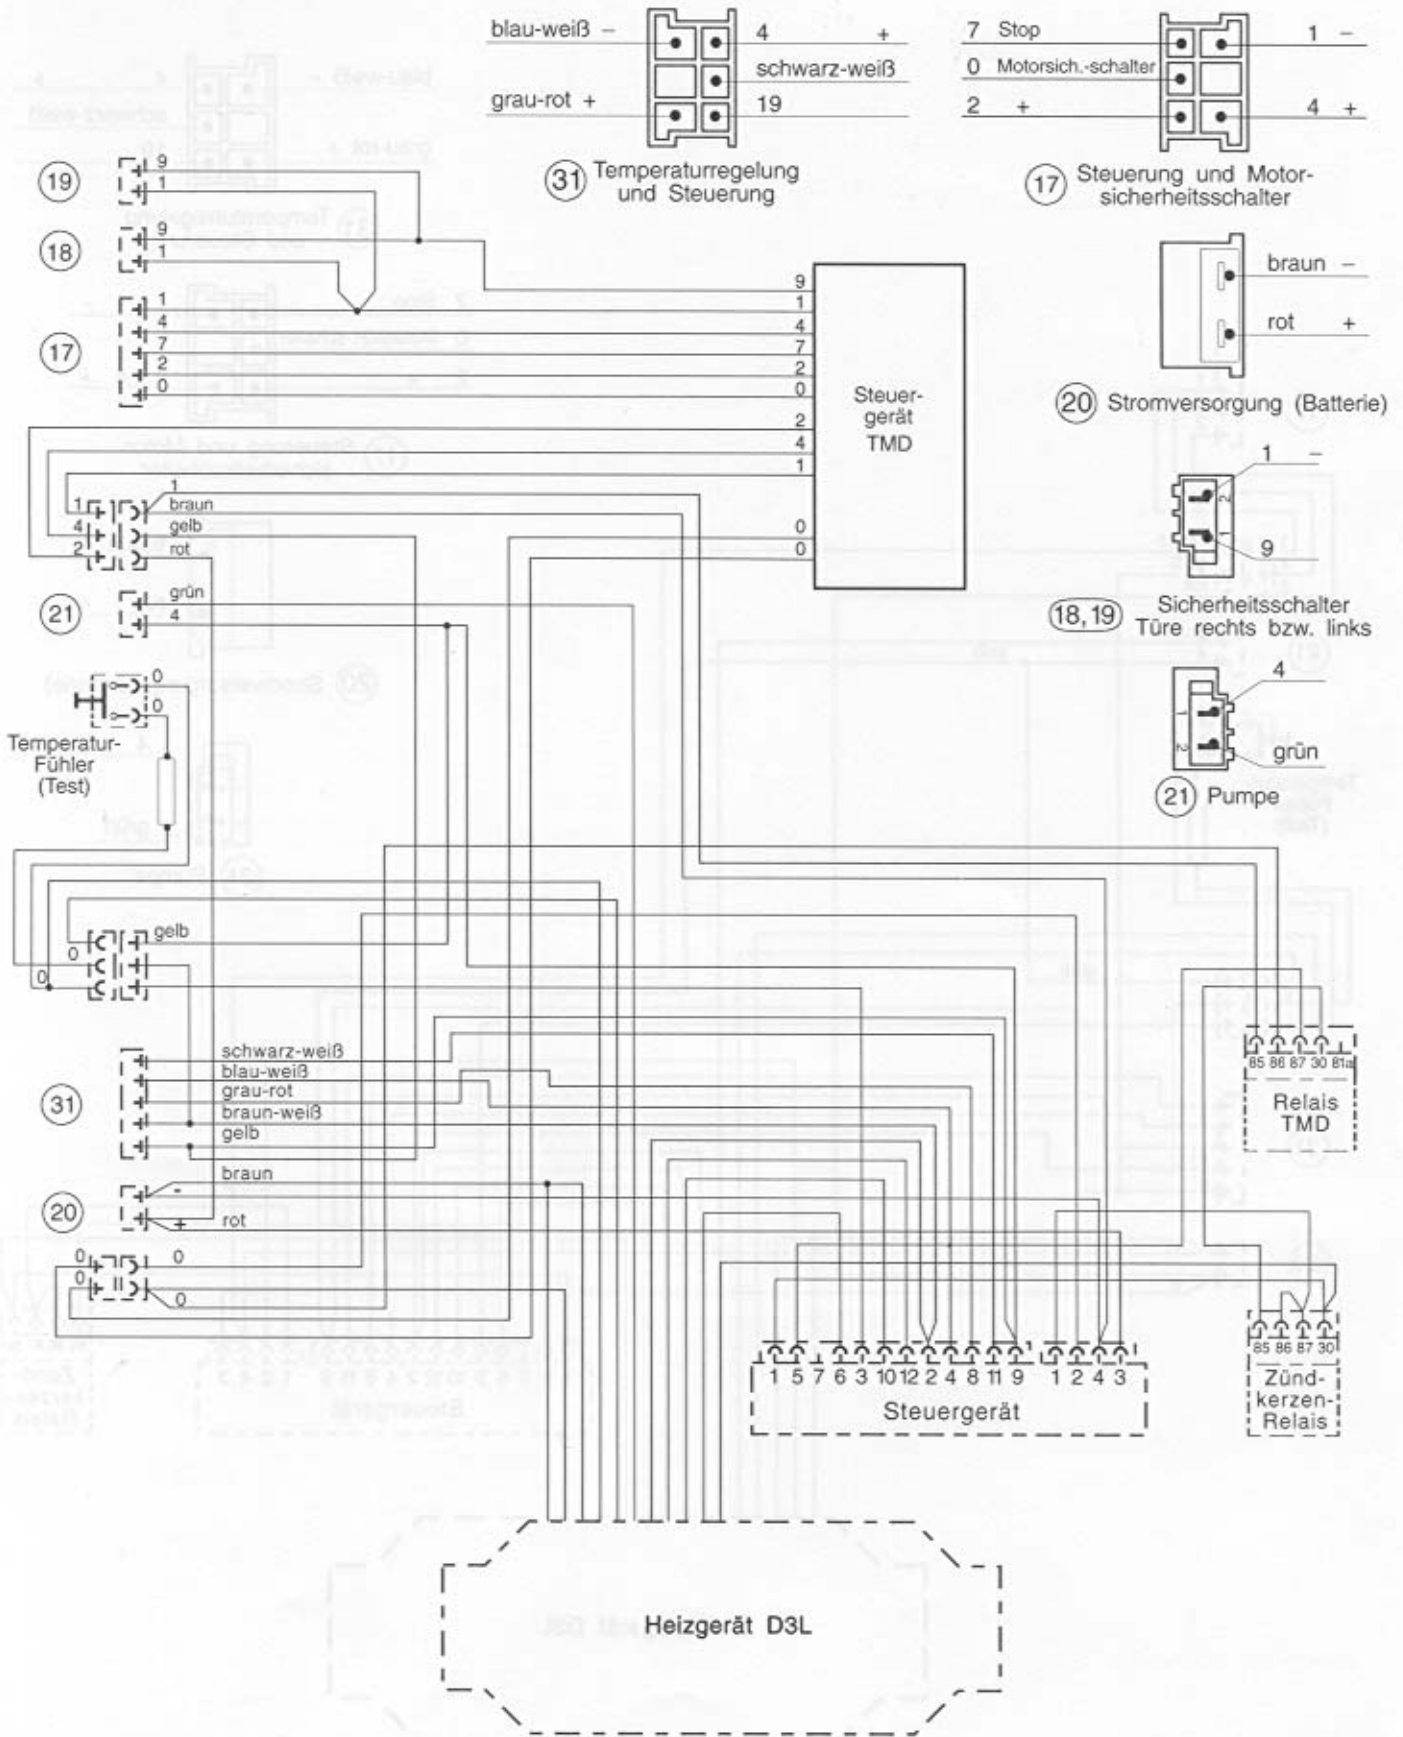 blau-weiß –
4 +
schwarz-weiß
grau-rot +
19
31 Temperaturregelung
und Steuerung
7 Stop
1 –
0 Motorsich.-schalter
2 +
4 +
17 Steuerung und Motor-
sicherheitsschalter
braun –
rot +
20 Stromversorgung (Batterie)
1 –
2
1
9
18,19 Sicherheitsschalter
Türe rechts bzw. links
4
1
2
grün
21 Pumpe
19
9
1
18
9
1
17
1
4
7
2
0
9
1
4
7
2
0
2
4
1
0
0
Steuer-
gerät
TMD
1
1
braun
4
gelb
2
rot
21
grün
4
0
0
Temperatur-
Fühler
(Test)
gelb
0
0
31
schwarz-weiß
blau-weiß
grau-rot
braun-weiß
gelb
20
braun
-
+ rot
0 0
0 0
85 86 87 30 81a
Relais
TMD
1 5 7 6 3 10 12 2 4 8 11 9 1 2 4 3
Steuergerät
85 86 87 30
Zünd-
kerzen-
Relais
Heizgerät D3L